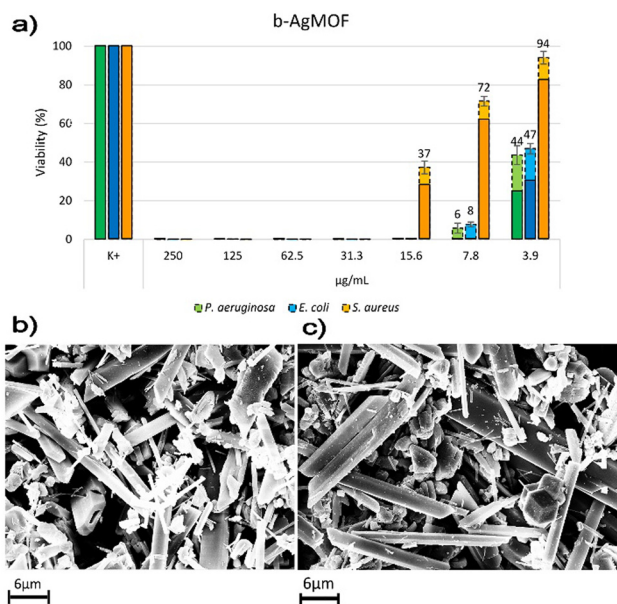 a)
b-AgMOF
Viability (%)
100
80
60
40
20
0
37
72
94
6
8
44
47
K+
250
125
62.5
31.3
15.6
7.8
3.9
µg/mL
P. aeruginosa E. coli S. aureus
b)
c)
6µm
6µm